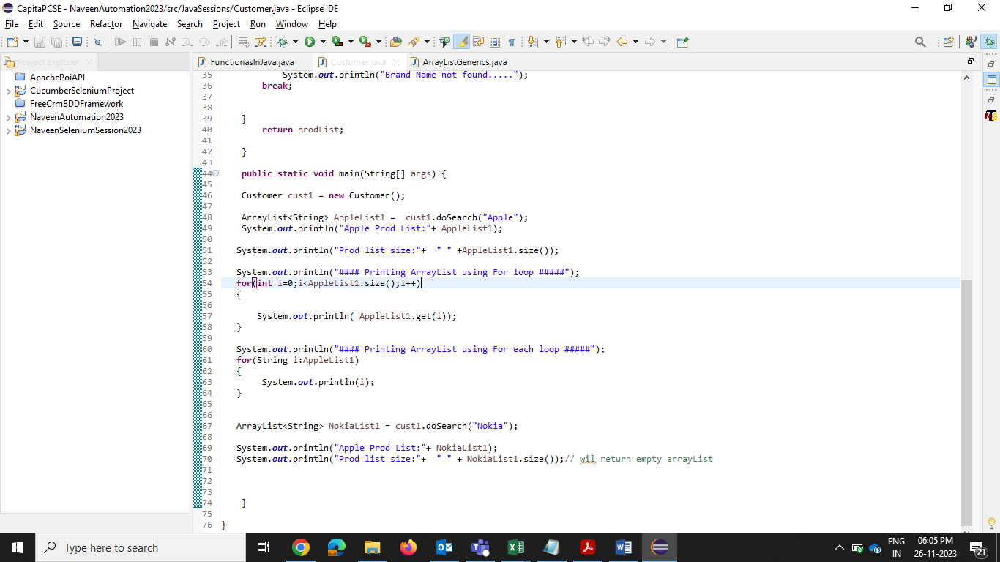 CapitaPCSE - NaveenAutomation2023/src/JavaSessions/Customer.java - Eclipse IDE
File Edit Source Refactor Navigate Search Project Run Window Help
Project Explorer
FunctionasInJava.java
Customer.java
ArrayListGenerics.java
ApachePoiAPI
CucumberSeleniumProject
FreeCrmBDDFramework
NaveenAutomation2023
NaveenSeleniumSession2023
35 System.out.println("Brand Name not found.....");
36 break;
37
38
39 }
40 return prodList;
41
42 }
43
44 public static void main(String[] args) {
45
46 Customer cust1 = new Customer();
47
48 ArrayList<String> AppleList1 =  cust1.doSearch("Apple");
49 System.out.println("Apple Prod List:"+ AppleList1);
50
51 System.out.println("Prod list size:"+  " " +AppleList1.size());
52
53 System.out.println("#### Printing ArrayList using For loop #####");
54 for(int i=0;i<AppleList1.size();i++)
55 {
56
57 System.out.println( AppleList1.get(i));
58 }
59
60 System.out.println("#### Printing ArrayList using For each loop #####");
61 for(String i:AppleList1)
62 {
63 System.out.println(i);
64 }
65
66
67 ArrayList<String> NokiaList1 = cust1.doSearch("Nokia");
68
69 System.out.println("Apple Prod List:"+ NokiaList1);
70 System.out.println("Prod list size:"+  " " + NokiaList1.size());// wil return empty arrayList
71
72
73
74 }
75
76 }
Type here to search
ENG
IN
06:05 PM
26-11-2023
21